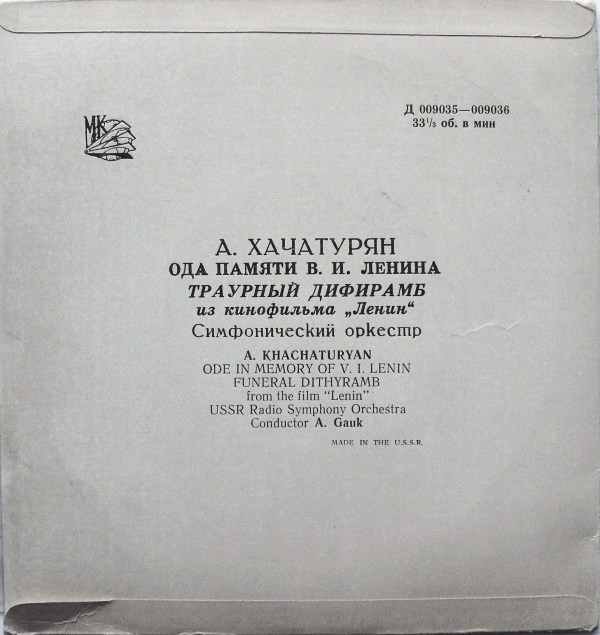 МК
Д 009035—009036
33⅓ об. в мин
А. ХАЧАТУРЯН
ОДА ПАМЯТИ В. И. ЛЕНИНА
ТРАУРНЫЙ ДИФИРАМБ
из кинофильма „Ленин“
Симфонический оркестр
A. KHACHATURYAN
ODE IN MEMORY OF V. I. LENIN
FUNERAL DITHYRAMB
from the film “Lenin”
USSR Radio Symphony Orchestra
Conductor A. Gauk
MADE IN THE U.S.S.R.